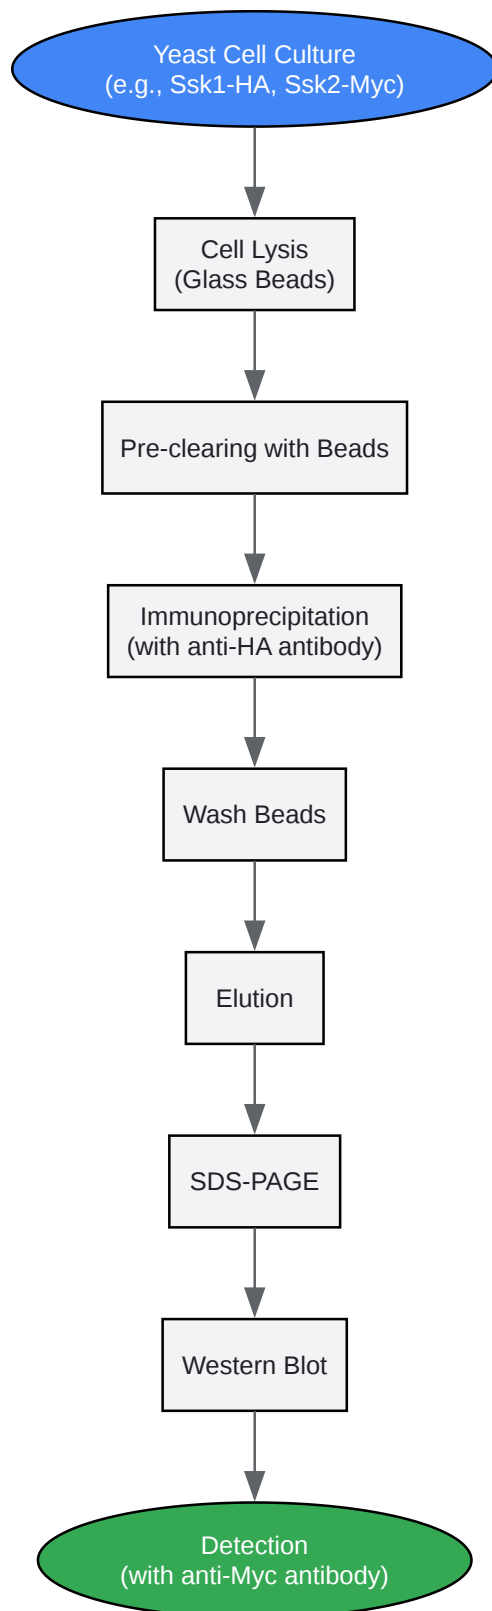 Yeast Cell Culture
(e.g., Ssk1-HA, Ssk2-Myc)
Cell Lysis
(Glass Beads)
Pre-clearing with Beads
Immunoprecipitation
(with anti-HA antibody)
Wash Beads
Elution
SDS-PAGE
Western Blot
Detection
(with anti-Myc antibody)